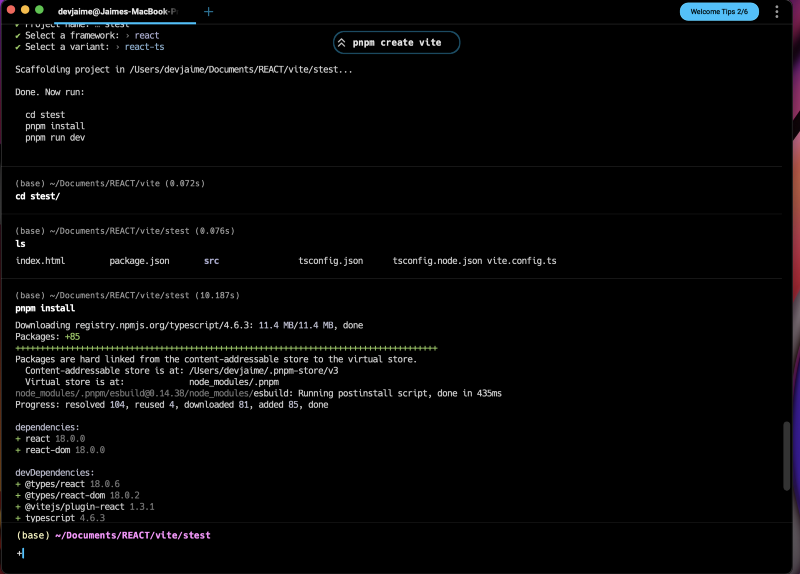 devjaime@Jaimes-MacBook-P
+
Welcome Tips 2/6
pnpm create vite
✔ Project name: … stest
✔ Select a framework: › react
✔ Select a variant: › react-ts
Scaffolding project in /Users/devjaime/Documents/REACT/vite/stest...
Done. Now run:
cd stest
pnpm install
pnpm run dev
(base) ~/Documents/REACT/vite (0.072s)
cd stest/
(base) ~/Documents/REACT/vite/stest (0.076s)
ls
index.html package.json src tsconfig.json tsconfig.node.json vite.config.ts
(base) ~/Documents/REACT/vite/stest (10.187s)
pnpm install
Downloading registry.npmjs.org/typescript/4.6.3: 11.4 MB/11.4 MB, done
Packages: +85
+++++++++++++++++++++++++++++++++++++++++++++++++++++++++++++++++++++++++++++++++++++
Packages are hard linked from the content-addressable store to the virtual store.
Content-addressable store is at: /Users/devjaime/.pnpm-store/v3
Virtual store is at: node_modules/.pnpm
node_modules/.pnpm/esbuild@0.14.38/node_modules/esbuild: Running postinstall script, done in 435ms
Progress: resolved 104, reused 4, downloaded 81, added 85, done
dependencies:
+ react 18.0.0
+ react-dom 18.0.0
devDependencies:
+ @types/react 18.0.6
+ @types/react-dom 18.0.2
+ @vitejs/plugin-react 1.3.1
+ typescript 4.6.3
(base) ~/Documents/REACT/vite/stest
+